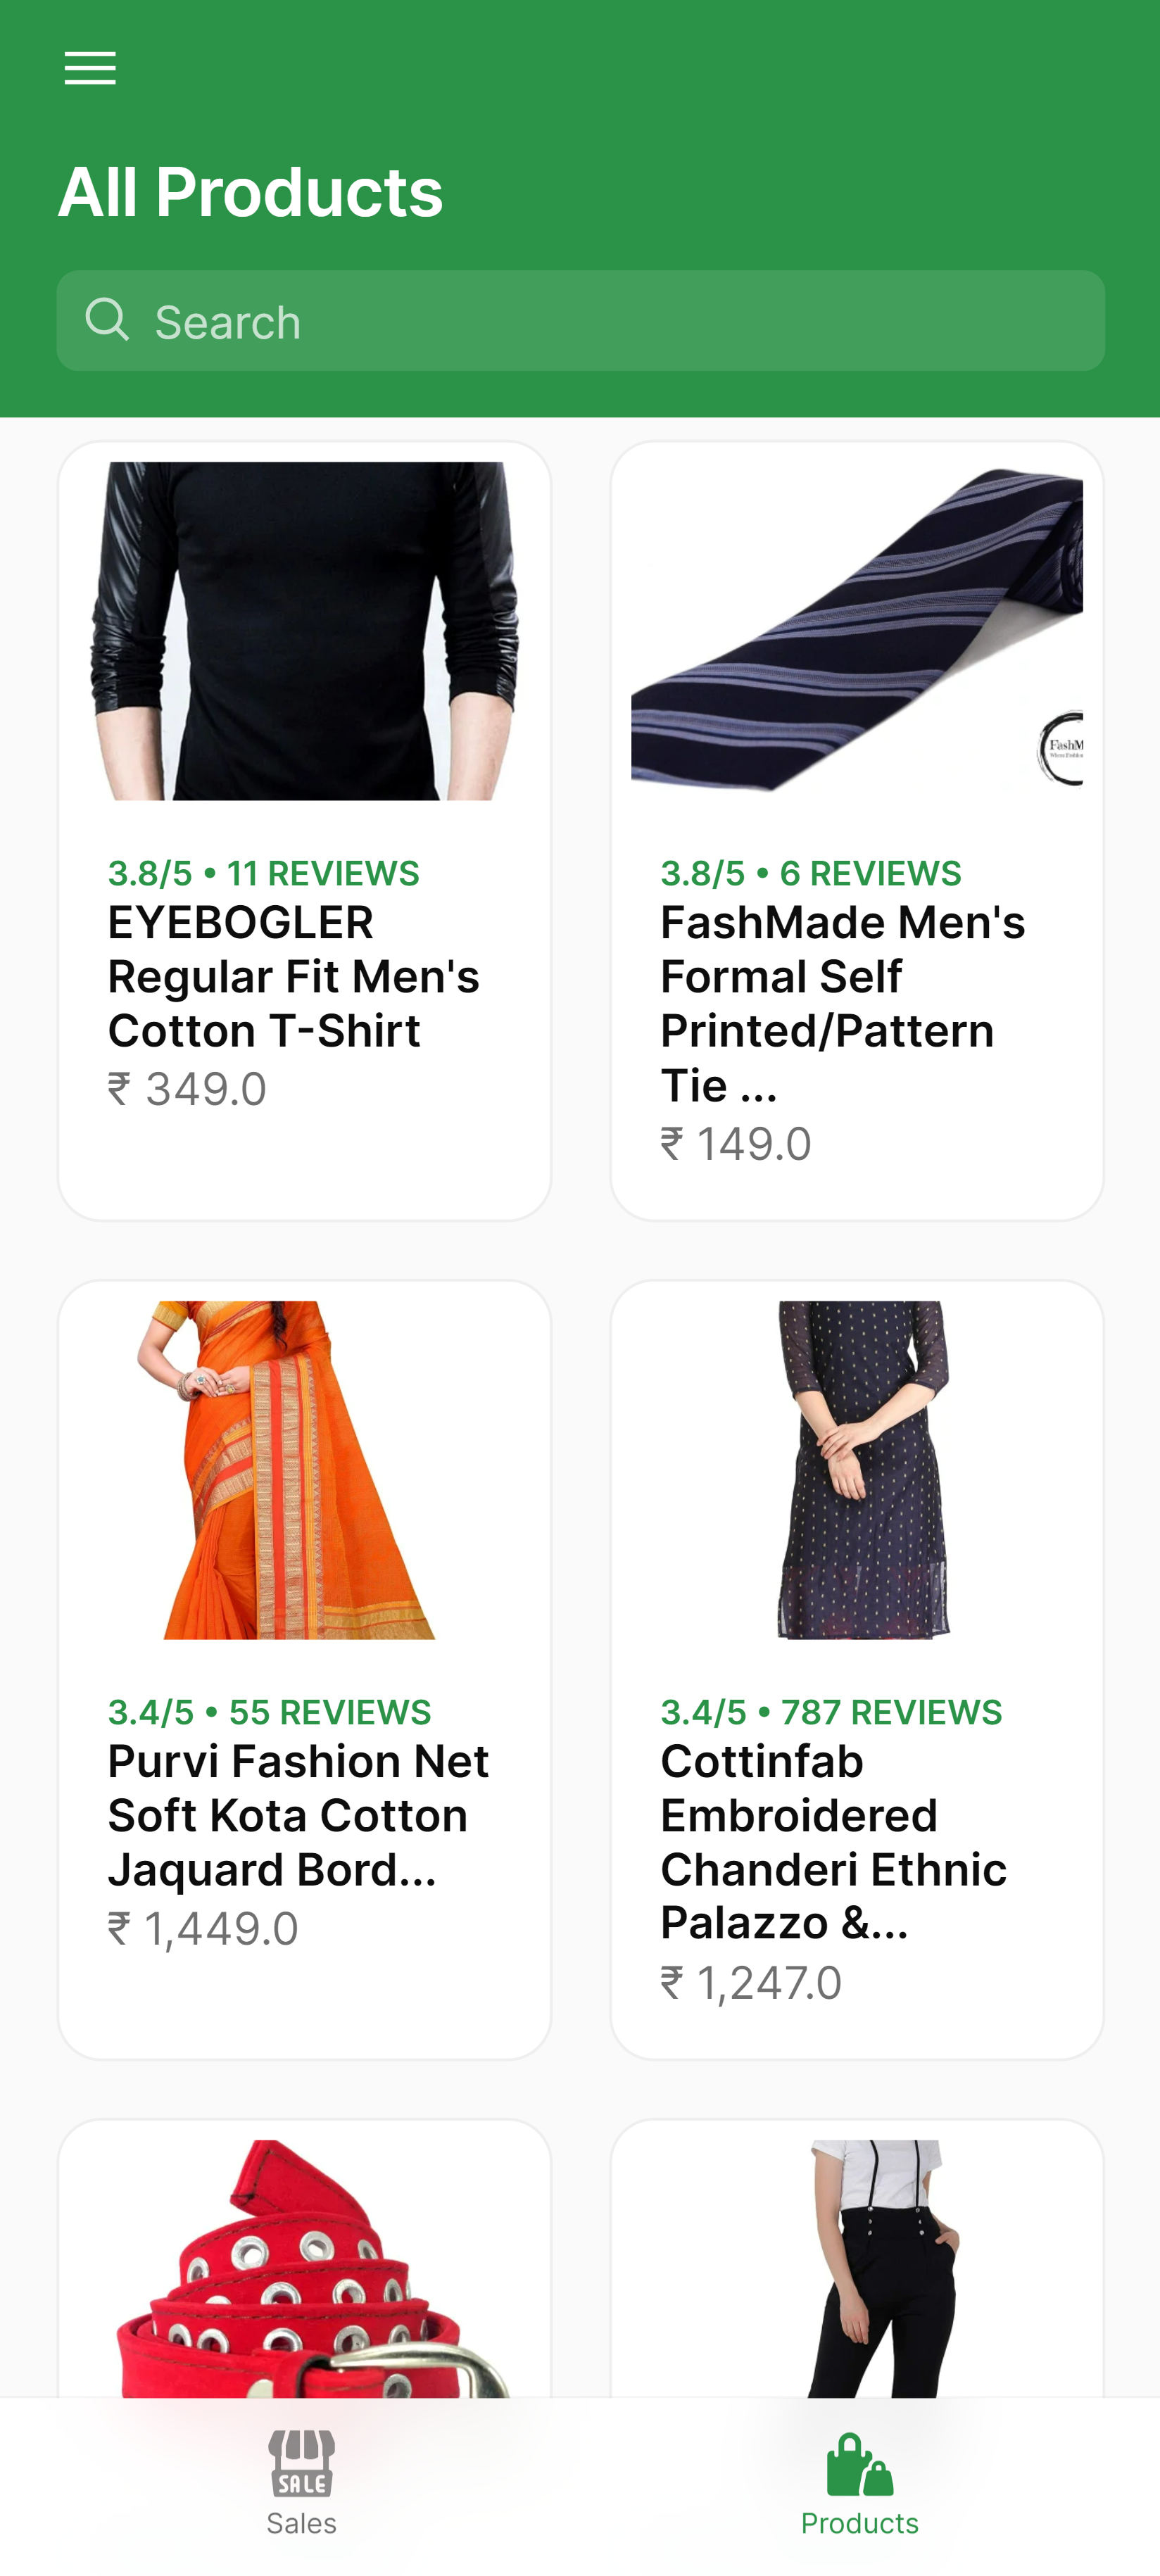 All Products
Search
3.8/5 • 11 REVIEWS
EYEBOGLER
Regular Fit Men's
Cotton T-Shirt
₹ 349.0
FashM
3.8/5 • 6 REVIEWS
FashMade Men's
Formal Self
Printed/Pattern
Tie ...
₹ 149.0
3.4/5 • 55 REVIEWS
Purvi Fashion Net
Soft Kota Cotton
Jaquard Bord...
₹ 1,449.0
3.4/5 • 787 REVIEWS
Cottinfab
Embroidered
Chanderi Ethnic
Palazzo &...
₹ 1,247.0
SALE
Sales
Products